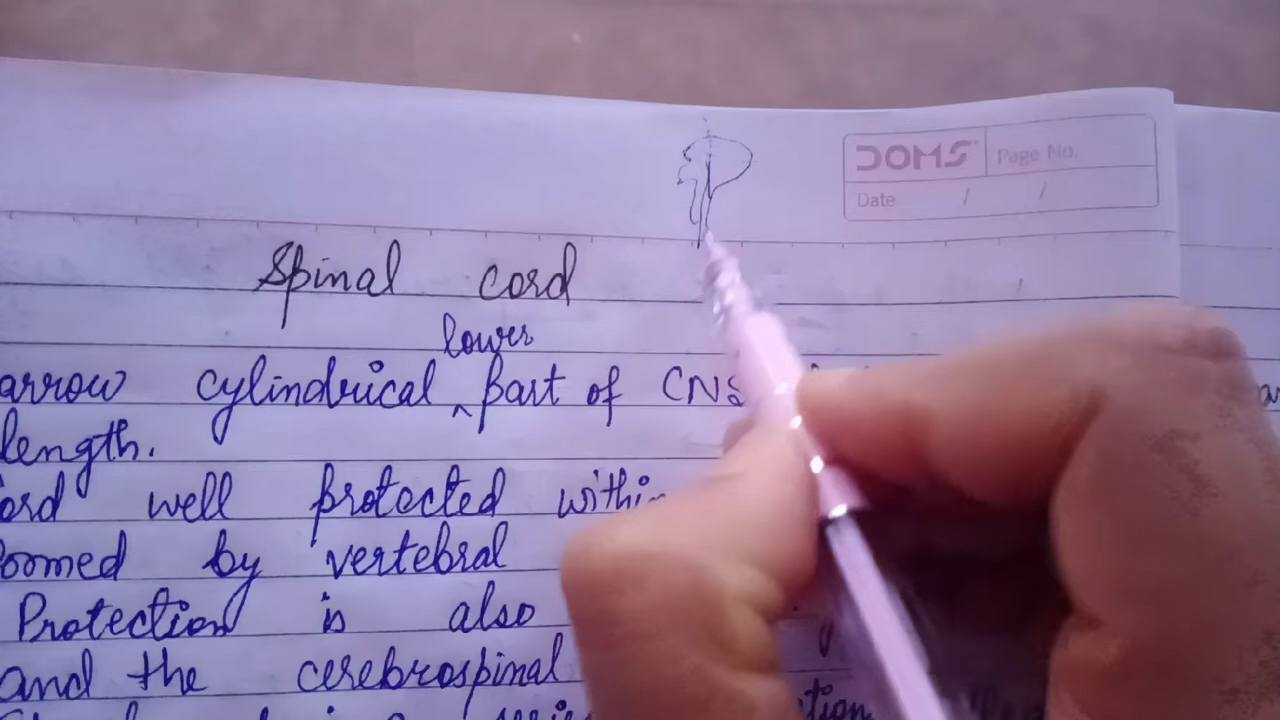 DOMS Page No.
Date / /
Spinal cord
lower
arrow cylindrical ^ part of CNS
length.
ord well protected within
oomed by vertebral
Protection is also
and the cerebrospinal